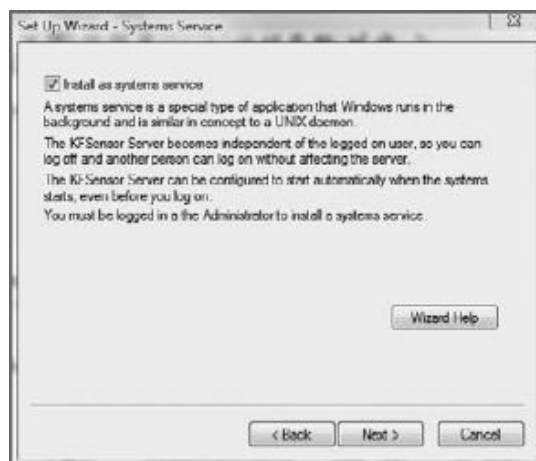 Set Up Wizard - Systems Service
Install as systems service
A systems service is a special type of application that Windows runs in the
background and is similar in concept to a UNIX daemon.
The KFSensor Server becomes independent of the logged on user, so you can
log off and another person can log on without affecting the server.
The KFSensor Server can be configured to start automatically when the systems
starts, even before you log on.
You must be logged in a the Administrator to install a systems service.
Wizard Help
< Back
Next >
Cancel